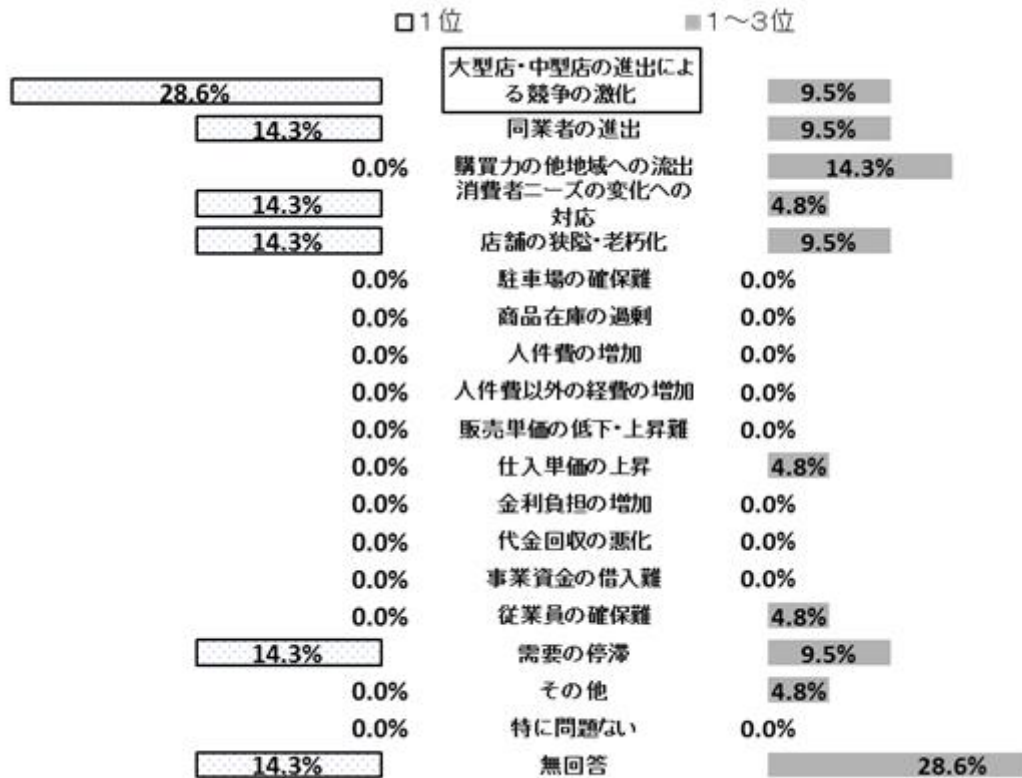 1位 1～3位
大型店・中型店の進出によ
る競争の激化
28.6% 9.5%
14.3% 同業者の進出 9.5%
0.0% 購買力の他地域への流出 14.3%
消費者ニーズの変化への
対応
14.3% 4.8%
14.3% 店舗の狭隘・老朽化 9.5%
0.0% 駐車場の確保難 0.0%
0.0% 商品在庫の過剰 0.0%
0.0% 人件費の増加 0.0%
0.0% 人件費以外の経費の増加 0.0%
0.0% 販売単価の低下・上昇難 0.0%
0.0% 仕入単価の上昇 4.8%
0.0% 金利負担の増加 0.0%
0.0% 代金回収の悪化 0.0%
0.0% 事業資金の借入難 0.0%
0.0% 従業員の確保難 4.8%
14.3% 需要の停滞 9.5%
0.0% その他 4.8%
0.0% 特に問題ない 0.0%
14.3% 無回答 28.6%